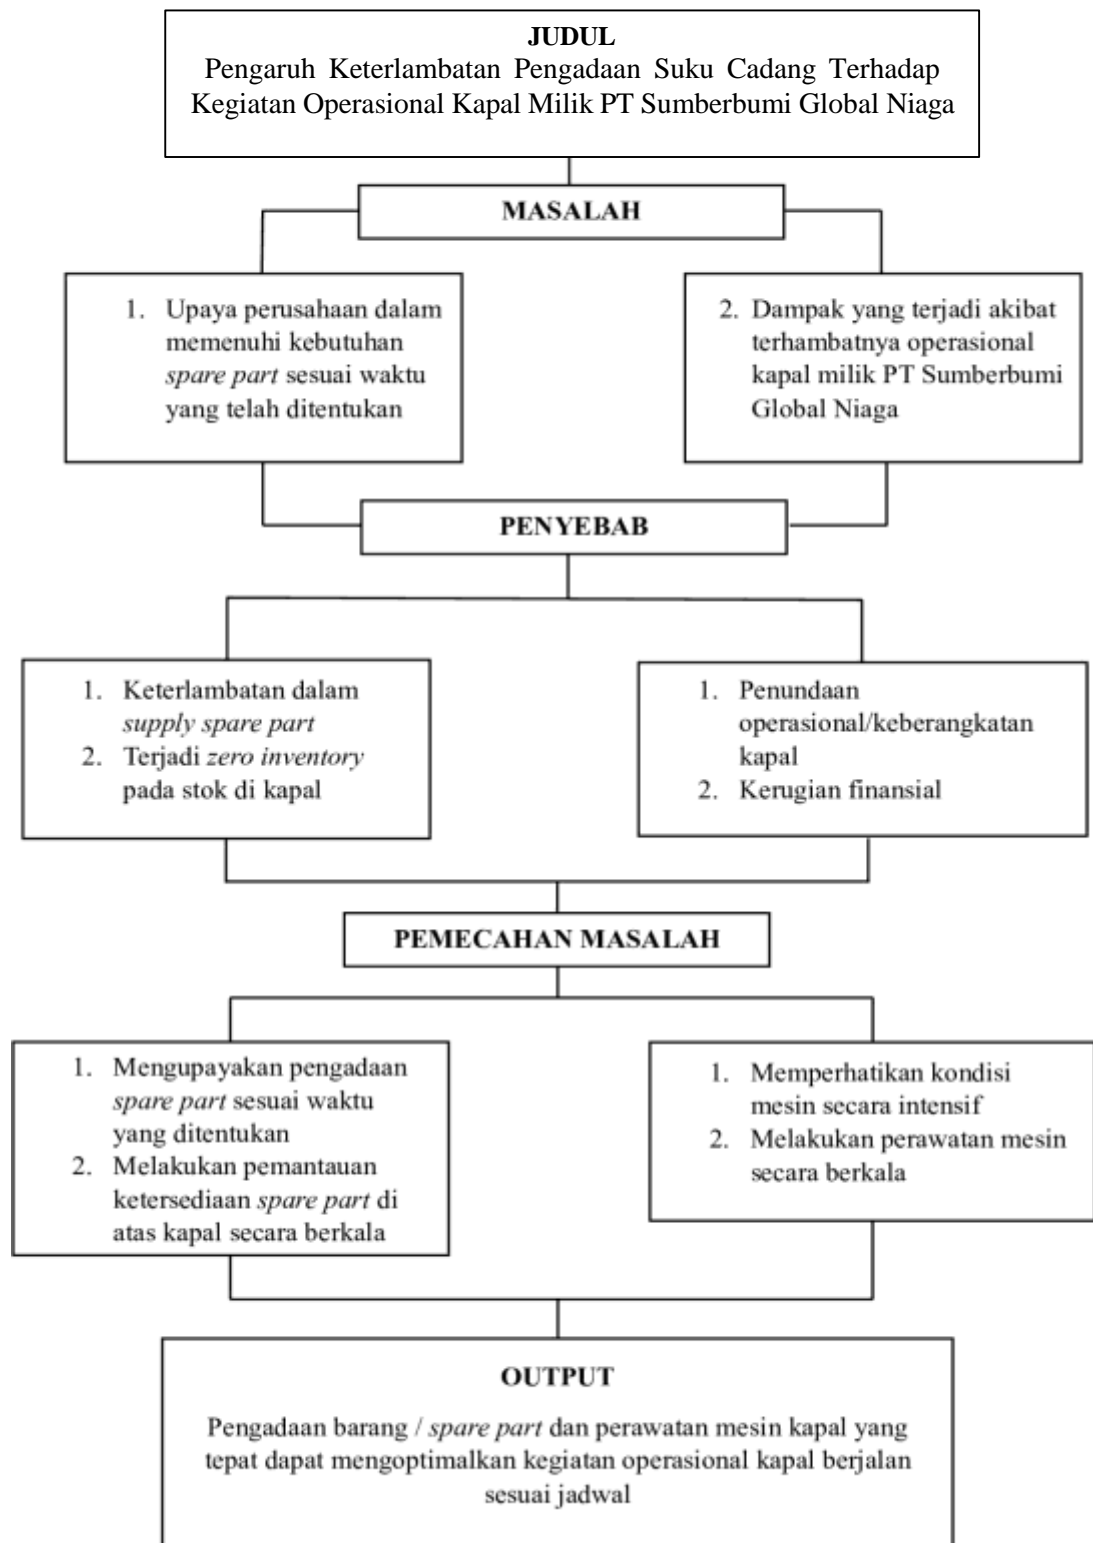 JUDUL
Pengaruh Keterlambatan Pengadaan Suku Cadang Terhadap
Kegiatan Operasional Kapal Milik PT Sumberbumi Global Niaga
MASALAH
1. Upaya perusahaan dalam
memenuhi kebutuhan
spare part sesuai waktu
yang telah ditentukan
2. Dampak yang terjadi akibat
terhambatnya operasional
kapal milik PT Sumberbumi
Global Niaga
PENYEBAB
1. Keterlambatan dalam
supply spare part
2. Terjadi zero inventory
pada stok di kapal
1. Penundaan
operasional/keberangkatan
kapal
2. Kerugian finansial
PEMECAHAN MASALAH
1. Mengupayakan pengadaan
spare part sesuai waktu
yang ditentukan
2. Melakukan pemantauan
ketersediaan spare part di
atas kapal secara berkala
1. Memperhatikan kondisi
mesin secara intensif
2. Melakukan perawatan mesin
secara berkala
OUTPUT
Pengadaan barang / spare part dan perawatan mesin kapal yang
tepat dapat mengoptimalkan kegiatan operasional kapal berjalan
sesuai jadwal